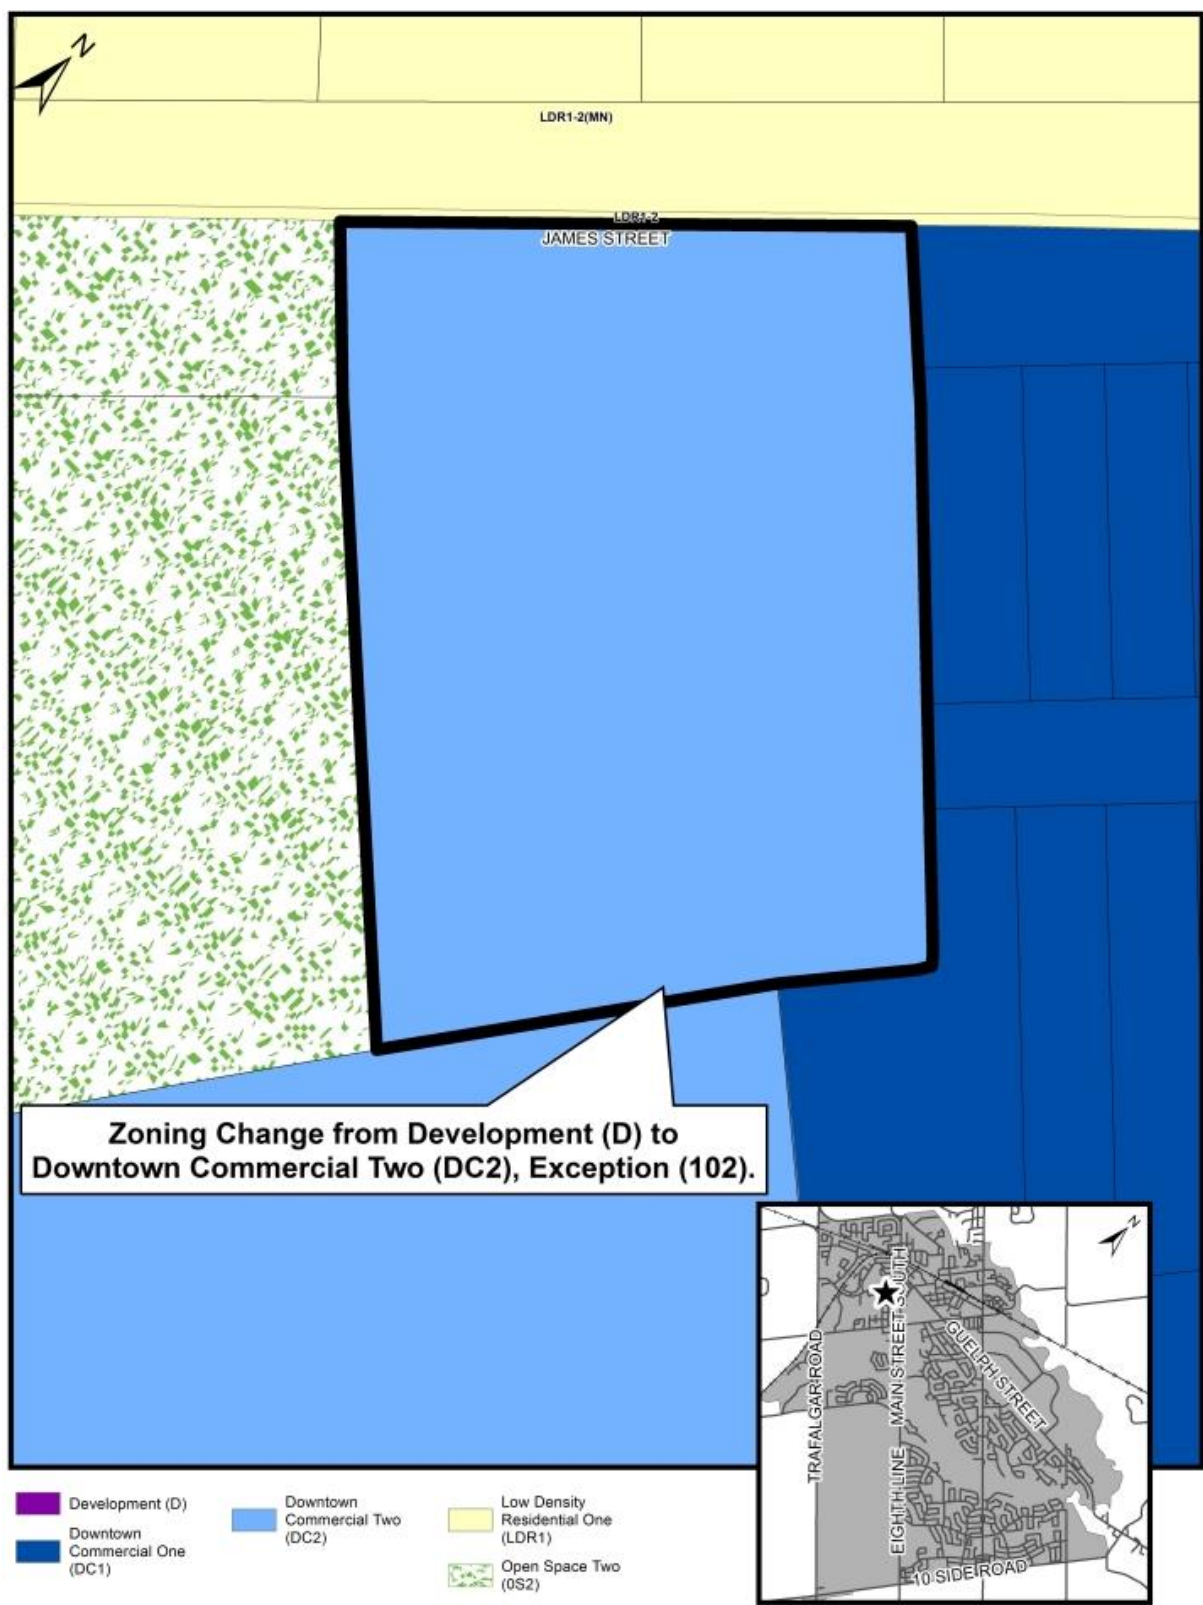 N
LDR1-2(MN)
LDR1-2
JAMES STREET
Zoning Change from Development (D) to
Downtown Commercial Two (DC2), Exception (102).
N
TRAFALGAR ROAD
EIGHTH LINE
MAIN STREET SOUTH
GUELPH STREET
10 SIDE ROAD
Development (D)
Downtown
Commercial One
(DC1)
Downtown
Commercial Two
(DC2)
Low Density
Residential One
(LDR1)
Open Space Two
(0S2)